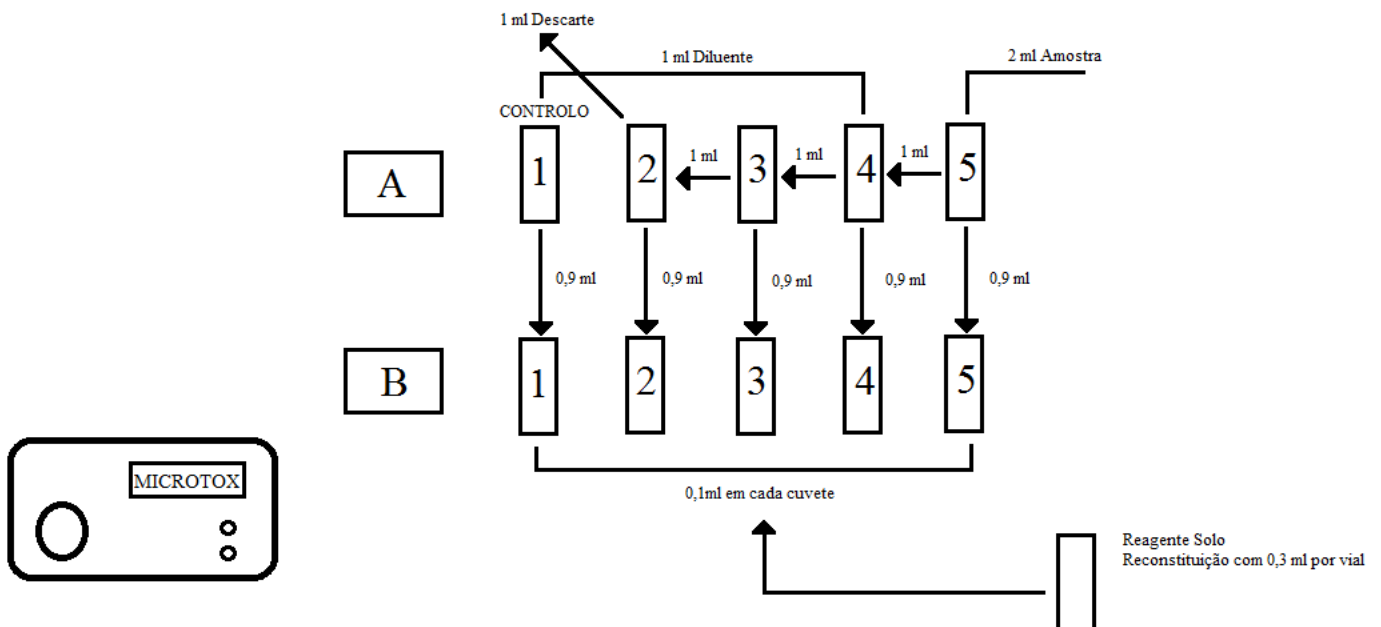 1 ml Descarte
1 ml Diluente
2 ml Amostra
CONTROLO
A
1
2
1 ml
3
1 ml
4
1 ml
5
0,9 ml
0,9 ml
0,9 ml
0,9 ml
0,9 ml
B
1
2
3
4
5
MICROTOX
0,1ml em cada cuvete
Reagente Solo
Reconstituição com 0,3 ml por vial